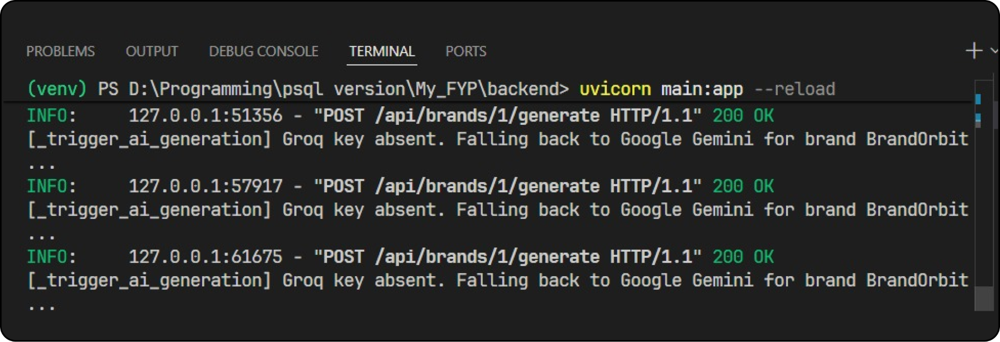 PROBLEMS OUTPUT DEBUG CONSOLE TERMINAL PORTS
(venv) PS D:\Programming\psql version\My_FYP\backend> uvicorn main:app --reload
INFO:     127.0.0.1:51356 - "POST /api/brands/1/generate HTTP/1.1" 200 OK
[_trigger_ai_generation] Groq key absent. Falling back to Google Gemini for brand BrandOrbit
...
INFO:     127.0.0.1:57917 - "POST /api/brands/1/generate HTTP/1.1" 200 OK
[_trigger_ai_generation] Groq key absent. Falling back to Google Gemini for brand BrandOrbit
...
INFO:     127.0.0.1:61675 - "POST /api/brands/1/generate HTTP/1.1" 200 OK
[_trigger_ai_generation] Groq key absent. Falling back to Google Gemini for brand BrandOrbit
...